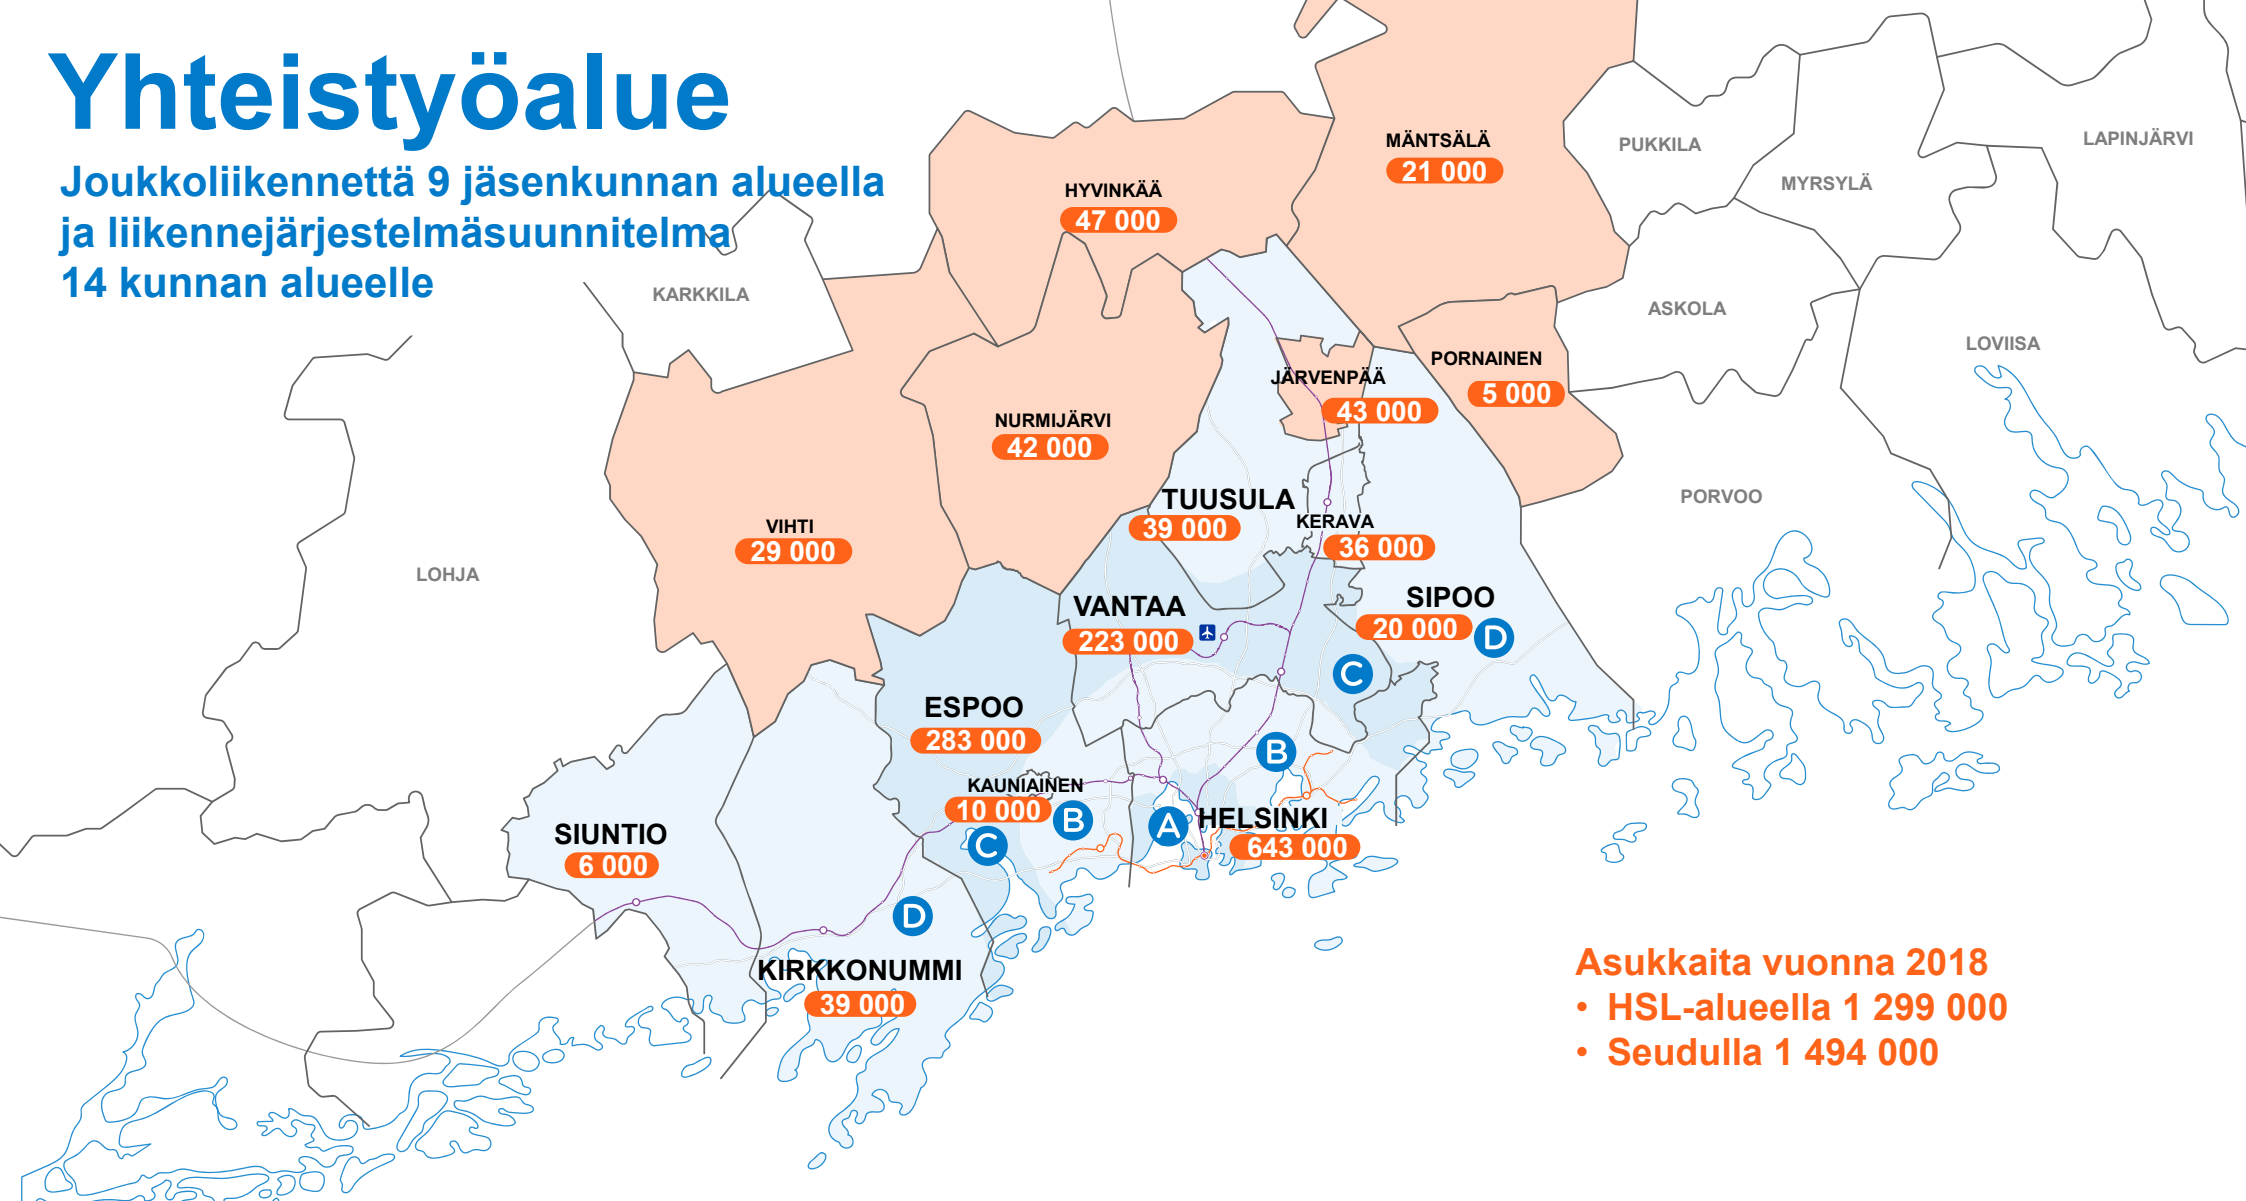 Yhteistyöalue
Joukkoliikennettä 9 jäsenkunnan alueella
ja liikennejärjestelmäsuunnitelma
14 kunnan alueelle
MÄNTSÄLÄ
21 000
PUKKILA
LAPINJÄRVI
MYRSYLÄ
HYVINKÄÄ
47 000
KARKKILA
ASKOLA
LOVIISA
PORNAINEN
5 000
JÄRVENPÄÄ
43 000
NURMIJÄRVI
42 000
TUUSULA
39 000
KERAVA
36 000
PORVOO
VIHTI
29 000
LOHJA
VANTAA
223 000
SIPOO
20 000
D
C
ESPOO
283 000
B
KAUNIAINEN
10 000
B
C
A
HELSINKI
643 000
SIUNTIO
6 000
D
KIRKKONUMMI
39 000
Asukkaita vuonna 2018
• HSL-alueella 1 299 000
• Seudulla 1 494 000